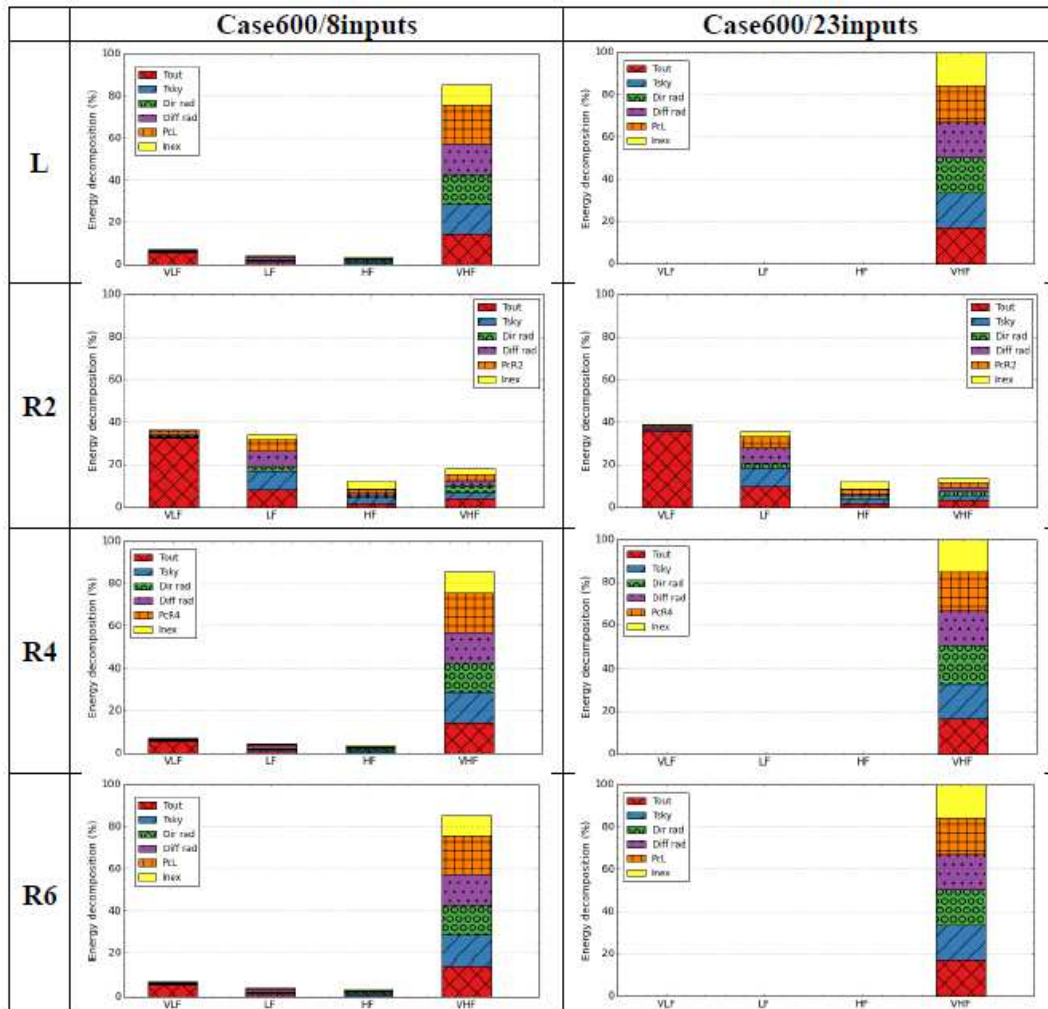 Case600/8inputs
Case600/23inputs
L
Energy decomposition (%)
100
80
60
40
20
0
Tout
Tsky
Dir rad
Diff rad
PcL
Inex
VLF
LF
HF
VHF
Energy decomposition (%)
100
80
60
40
20
0
Tout
Tsky
Dir rad
Diff rad
PcL
Inex
VLF
LF
HF
VHF
R2
Energy decomposition (%)
100
80
60
40
20
0
Tout
Tsky
Dir rad
Diff rad
PcR2
Inex
VLF
LF
HF
VHF
Energy decomposition (%)
100
80
60
40
20
0
Tout
Tsky
Dir rad
Diff rad
PcR2
Inex
VLF
LF
HF
VHF
R4
Energy decomposition (%)
100
80
60
40
20
0
Tout
Tsky
Dir rad
Diff rad
PcR4
Inex
VLF
LF
HF
VHF
Energy decomposition (%)
100
80
60
40
20
0
Tout
Tsky
Dir rad
Diff rad
PcR4
Inex
VLF
LF
HF
VHF
R6
Energy decomposition (%)
100
80
60
40
20
0
Tout
Tsky
Dir rad
Diff rad
PcL
Inex
VLF
LF
HF
VHF
Energy decomposition (%)
100
80
60
40
20
0
Tout
Tsky
Dir rad
Diff rad
PcL
Inex
VLF
LF
HF
VHF